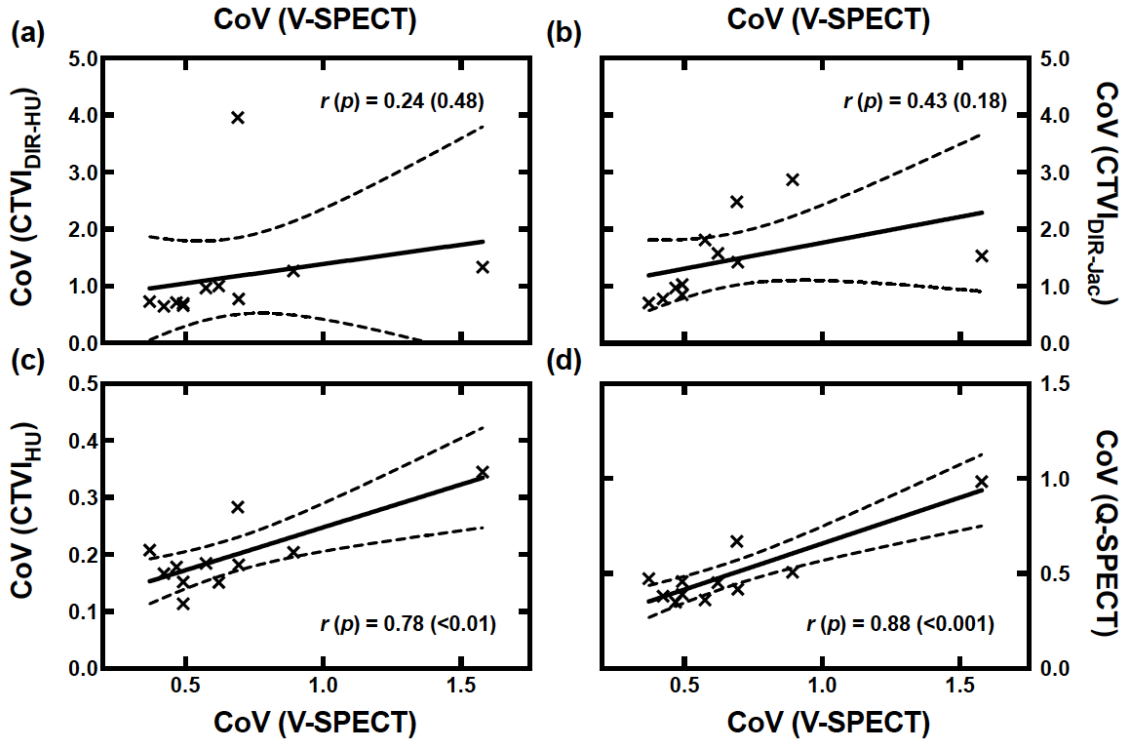 CoV (V-SPECT) CoV (V-SPECT)
(a) (b)
5.0 5.0
r (p) = 0.24 (0.48) r (p) = 0.43 (0.18)
4.0 4.0
3.0 3.0
2.0 2.0
1.0 1.0
0.0 0.0
CoV (CTVI_DIR-HU)
CoV (CTVI_DIR-Jac)
(c) (d)
0.5 1.5
0.4
0.3 1.0
0.2 0.5
0.1
r (p) = 0.78 (<0.01) r (p) = 0.88 (<0.001)
0.0 0.0
CoV (CTVI_HU)
CoV (Q-SPECT)
0.5 1.0 1.5 0.5 1.0 1.5
CoV (V-SPECT) CoV (V-SPECT)